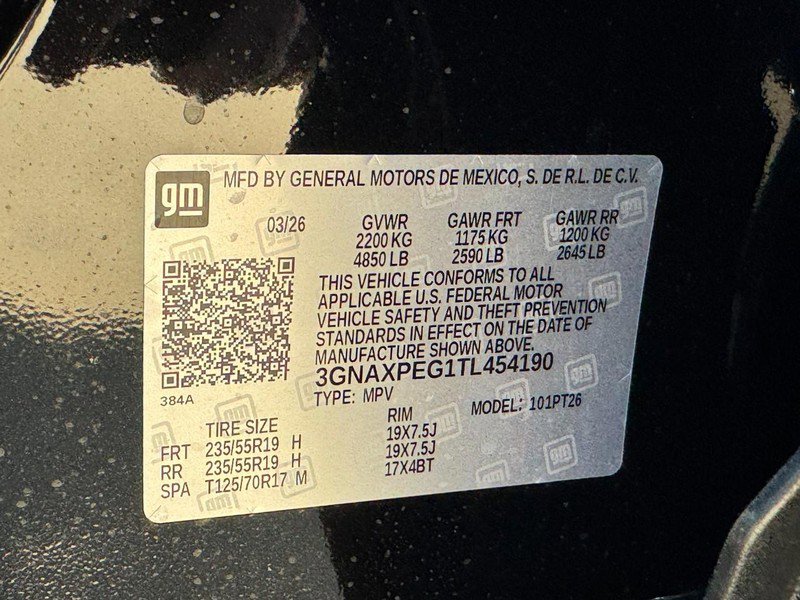 gm MFD BY GENERAL MOTORS DE MEXICO, S. DE R.L. DE C.V.
03/26 GVWR GAWR FRT GAWR RR
2200 KG 1175 KG 1200 KG
4850 LB 2590 LB 2645 LB
THIS VEHICLE CONFORMS TO ALL
APPLICABLE U.S. FEDERAL MOTOR
VEHICLE SAFETY AND THEFT PREVENTION
STANDARDS IN EFFECT ON THE DATE OF
MANUFACTURE SHOWN ABOVE.
3GNAXPEG1TL454190
384A
TYPE: MPV MODEL: 101PT26
TIRE SIZE RIM
FRT 235/55R19 H 19X7.5J
RR 235/55R19 H 19X7.5J
SPA T125/70R17 M 17X4BT